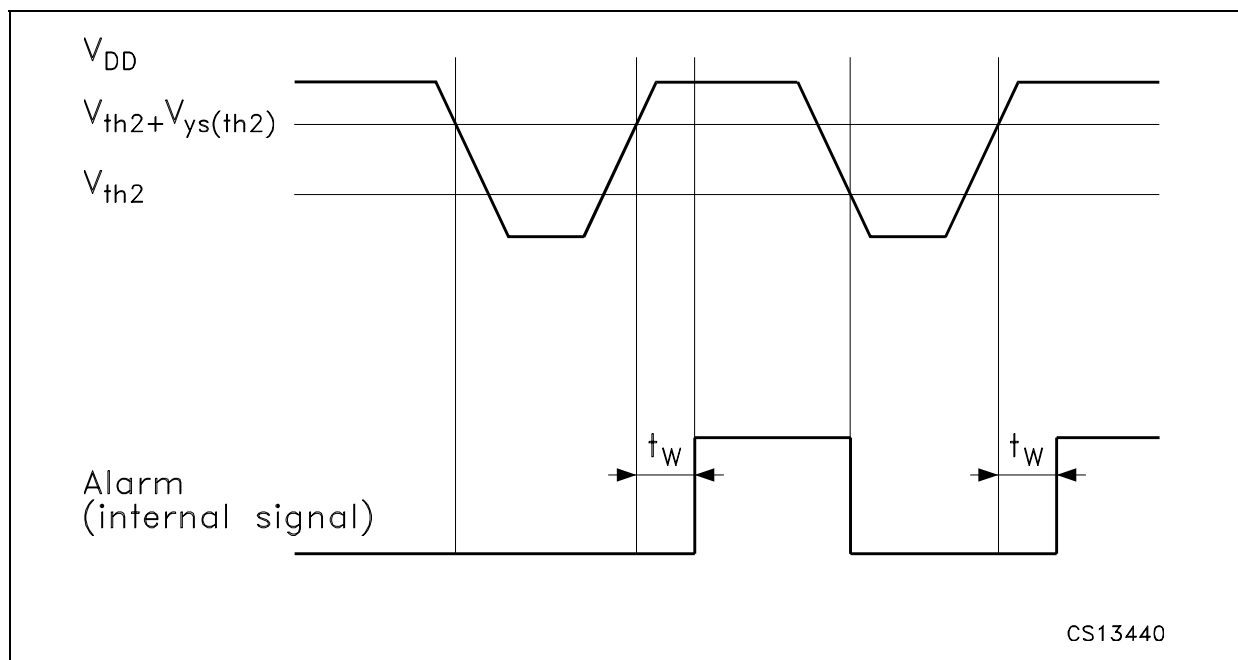 VDD
Vth2+Vys(th2)
Vth2
tW
tW
Alarm
(internal signal)
CS13440